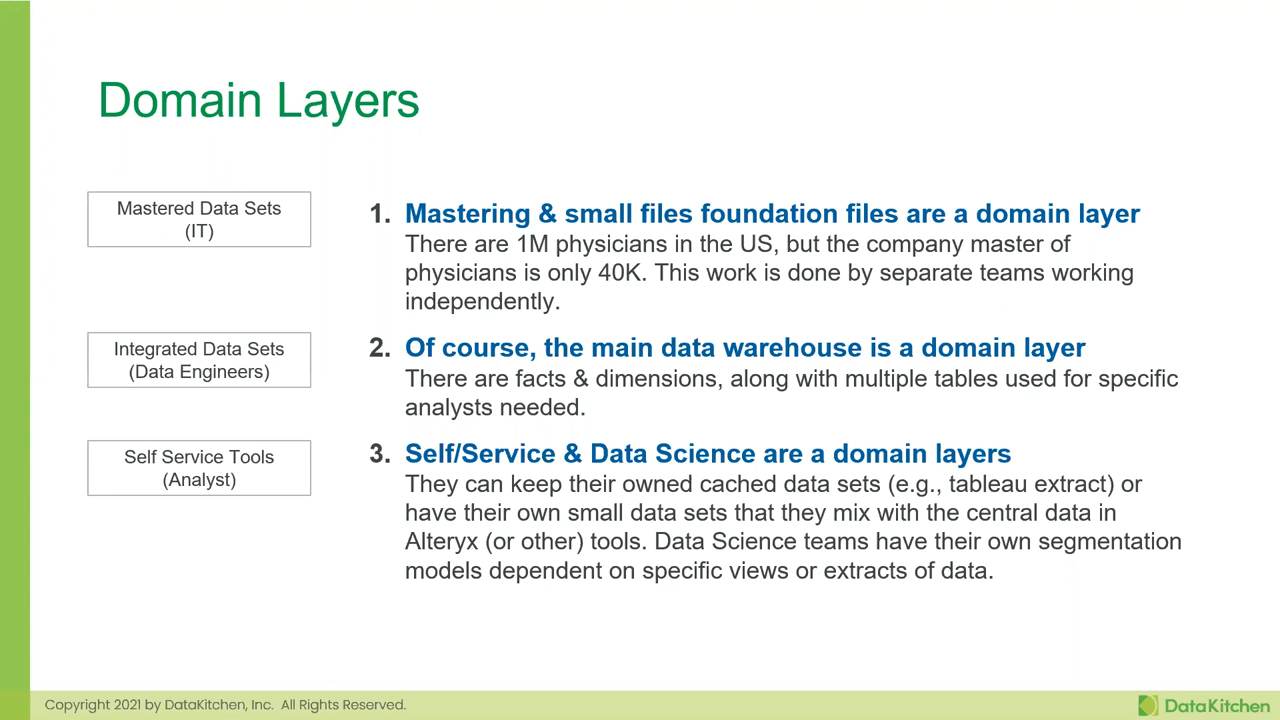 Domain Layers
Mastered Data Sets
(IT)
1. Mastering & small files foundation files are a domain layer
There are 1M physicians in the US, but the company master of
physicians is only 40K. This work is done by separate teams working
independently.
Integrated Data Sets
(Data Engineers)
2. Of course, the main data warehouse is a domain layer
There are facts & dimensions, along with multiple tables used for specific
analysts needed.
Self Service Tools
(Analyst)
3. Self/Service & Data Science are a domain layers
They can keep their owned cached data sets (e.g., tableau extract) or
have their own small data sets that they mix with the central data in
Alteryx (or other) tools. Data Science teams have their own segmentation
models dependent on specific views or extracts of data.
Copyright 2021 by DataKitchen, Inc. All Rights Reserved.
DataKitchen